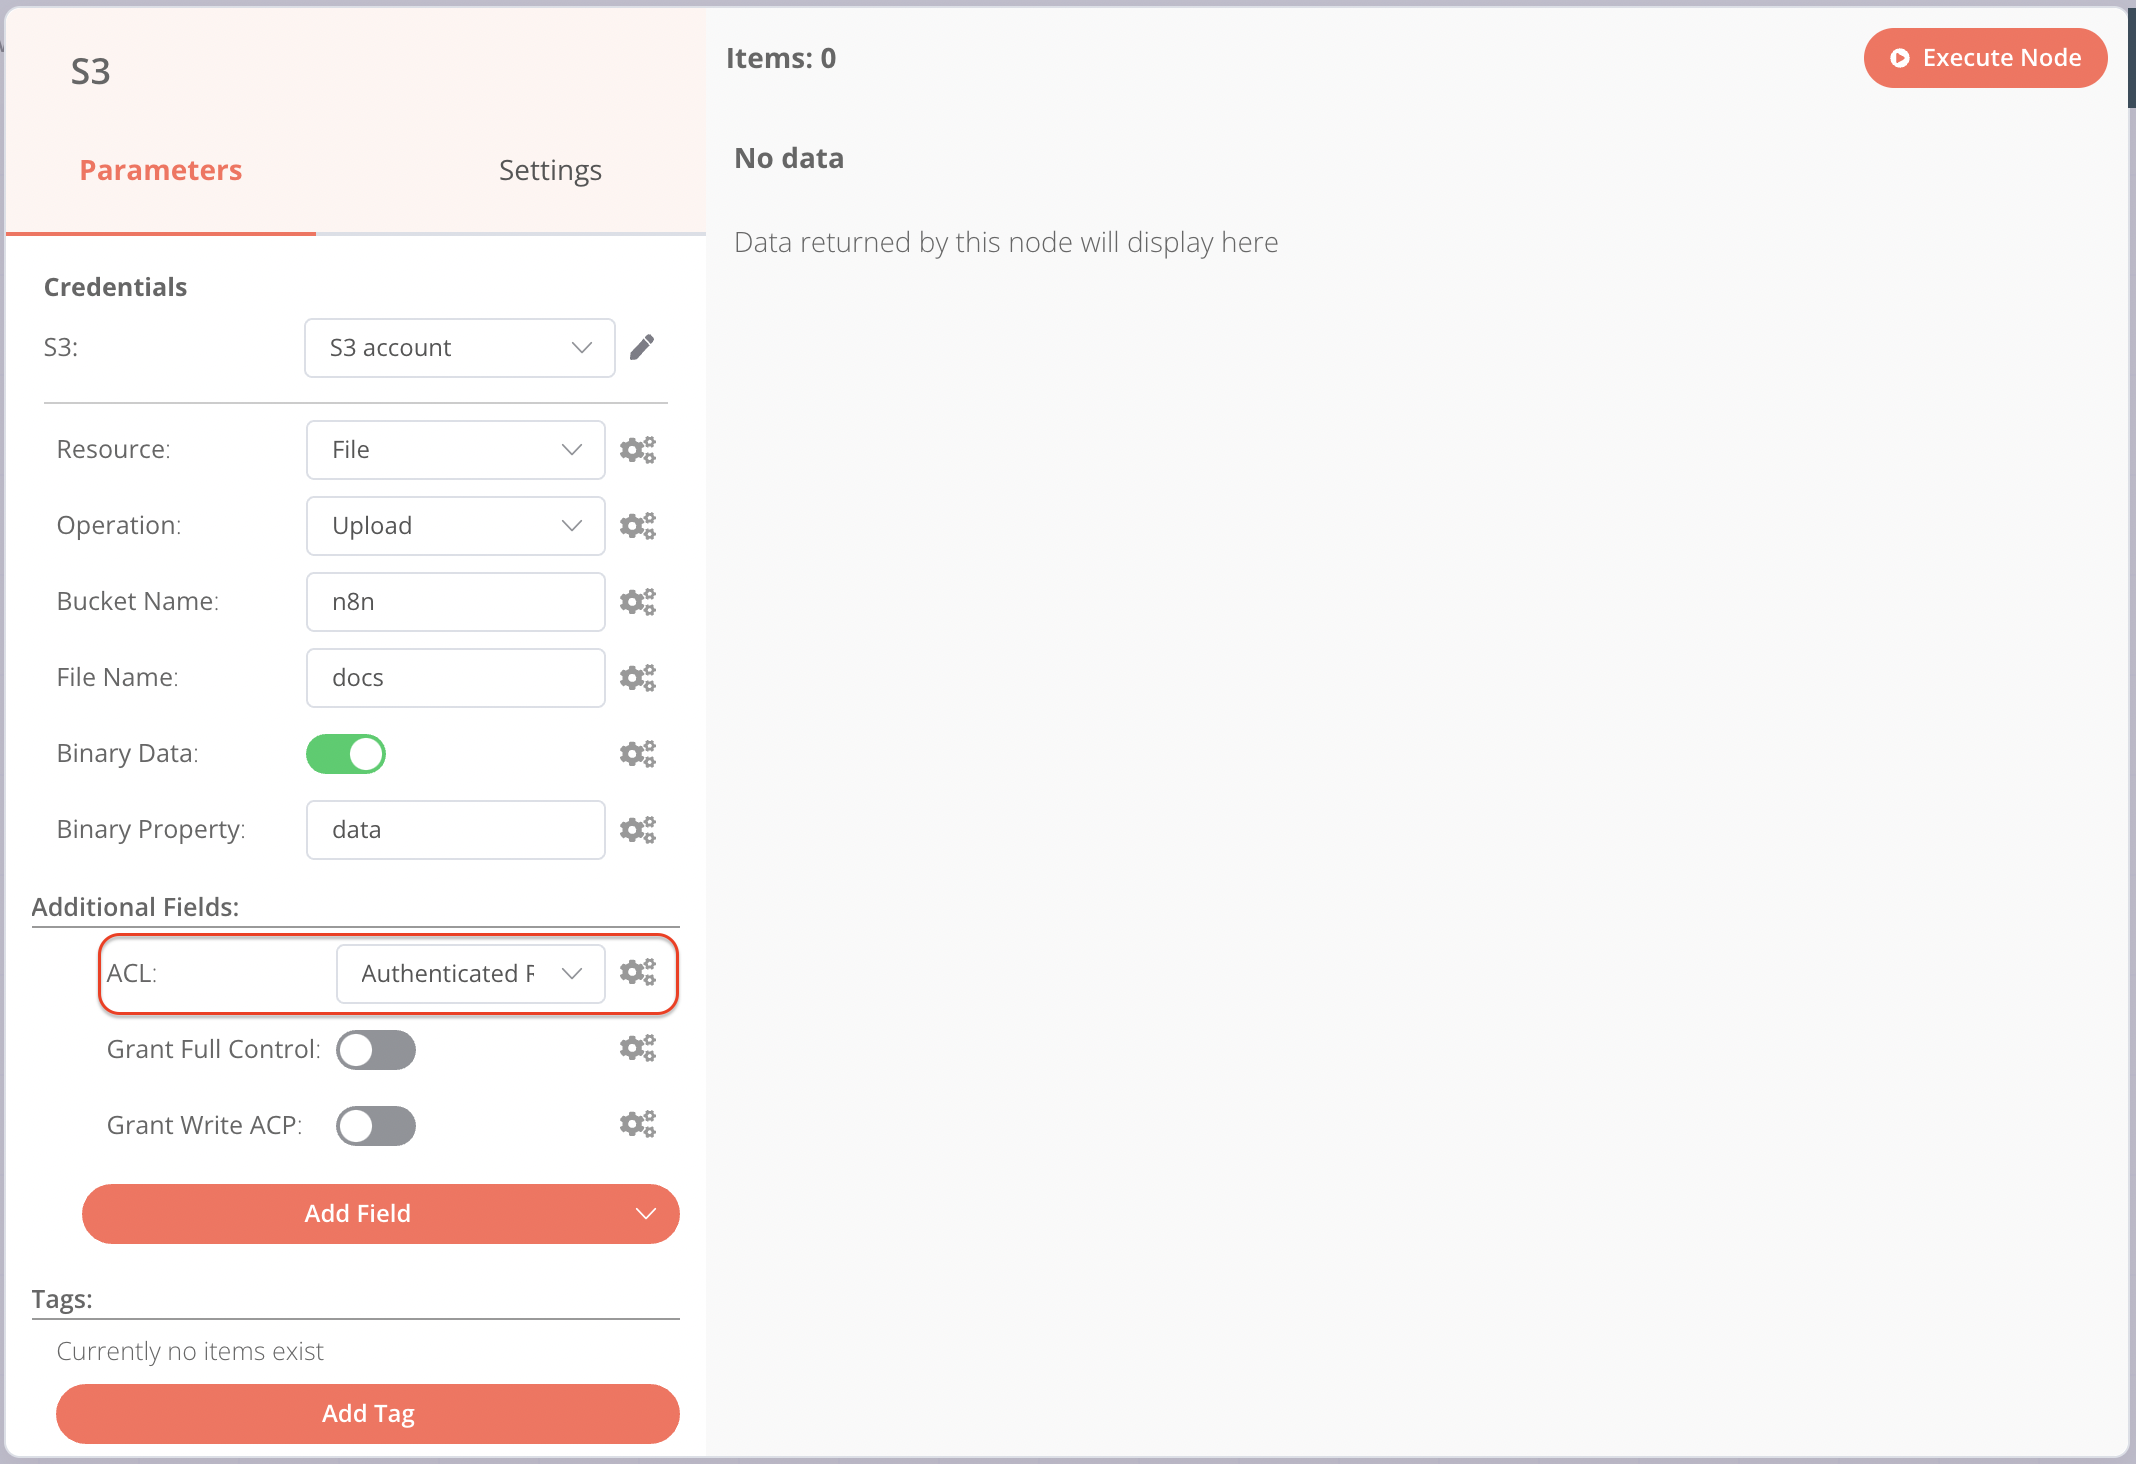 S3
Parameters
Settings
Credentials
S3:
S3 account
Resource:
File
Operation:
Upload
Bucket Name:
n8n
File Name:
docs
Binary Data:
Binary Property:
data
Additional Fields:
ACL:
Authenticated R
Grant Full Control:
Grant Write ACP:
Add Field
Tags:
Currently no items exist
Add Tag
Items: 0
Execute Node
No data
Data returned by this node will display here